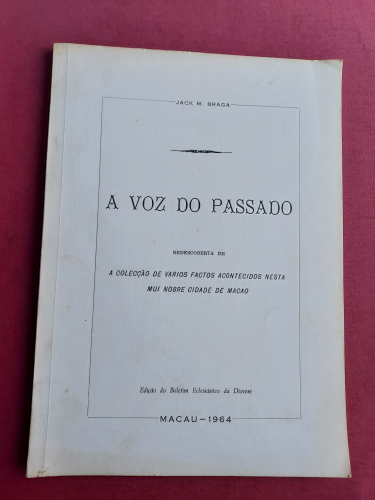 JACK M. BRAGA
A VOZ DO PASSADO
REDESCOBERTA DE
A COLECÇÃO DE VARIOS FACTOS ACONTECIDOS NESTA
MUI NOBRE CIDADE DE MACAO
Edição do Boletim Eclesiástico da Diocese
MACAU—1964